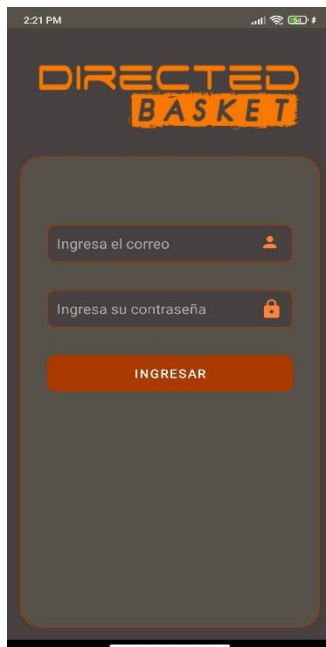 2:21 PM
DIRECTED
BASKET
Ingresa el correo
Ingresa su contraseña
INGRESAR